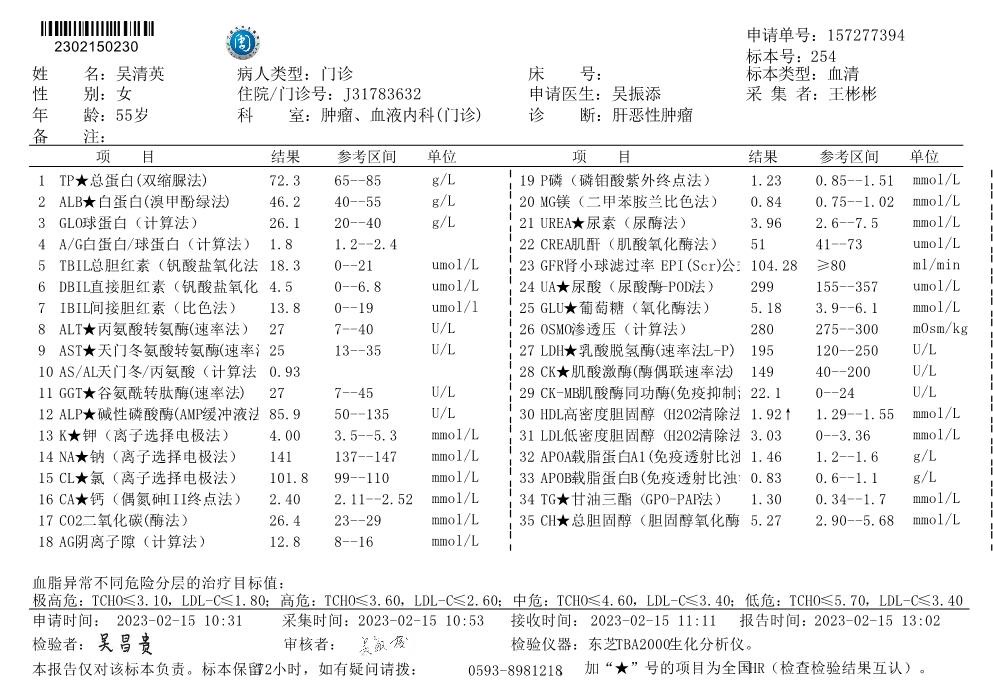 2302150230
申请单号: 157277394
标本号: 254
姓 名: 吴清英 病人类型: 门诊 床 号: 标本类型: 血清
性 别: 女 住院/门诊号: J31783632 申请医生: 吴振添 采 集 者: 王彬彬
年 龄: 55岁 科 室: 肿瘤、血液内科(门诊) 诊 断: 肝恶性肿瘤
备 注:
项 目 结果 参考区间 单位 项 目 结果 参考区间 单位
1 TP★总蛋白(双缩脲法) 72.3 65--85 g/L
2 ALB★白蛋白(溴甲酚绿法) 46.2 40--55 g/L
3 GLO球蛋白（计算法） 26.1 20--40 g/L
4 A/G白蛋白/球蛋白（计算法） 1.8 1.2--2.4
5 TBIL总胆红素（钒酸盐氧化法 18.3 0--21 umol/L
6 DBIL直接胆红素（钒酸盐氧化 4.5 0--6.8 umol/L
7 IBIL间接胆红素（比色法） 13.8 0--19 umol/l
8 ALT★丙氨酸转氨酶(速率法） 27 7--40 U/L
9 AST★天门冬氨酸转氨酶(速率 25 13--35 U/L
10 AS/AL天门冬/丙氨酸（计算法 0.93
11 GGT★谷氨酰转肽酶(速率法） 27 7--45 U/L
12 ALP★碱性磷酸酶(AMP缓冲液法 85.9 50--135 U/L
13 K★钾（离子选择电极法） 4.00 3.5--5.3 mmol/L
14 NA★钠（离子选择电极法） 141 137--147 mmol/L
15 CL★氯（离子选择电极法） 101.8 99--110 mmol/L
16 CA★钙（偶氮砷III终点法） 2.40 2.11--2.52 mmol/L
17 CO2二氧化碳(酶法） 26.4 23--29 mmol/L
18 AG阴离子隙（计算法） 12.8 8--16 mmol/L
19 P磷（磷钼酸紫外终点法） 1.23 0.85--1.51 mmol/L
20 MG镁（二甲苯胺兰比色法） 0.84 0.75--1.02 mmol/L
21 UREA★尿素（尿酶法） 3.96 2.6--7.5 mmol/L
22 CREA肌酐（肌酸氧化酶法） 51 41--73 umol/L
23 GFR肾小球滤过率 EPI(Scr)公 104.28 ≥80 ml/min
24 UA★尿酸（尿酸酶-POD法） 299 155--357 umol/L
25 GLU★葡萄糖（氧化酶法） 5.18 3.9--6.1 mmol/L
26 OSMO渗透压（计算法） 280 275--300 mOsm/kg
27 LDH★乳酸脱氢酶(速率法L-P) 195 120--250 U/L
28 CK★肌酸激酶(酶偶联速率法) 149 40--200 U/L
29 CK-MB肌酸酶同功酶(免疫抑制 22.1 0--24 U/L
30 HDL高密度胆固醇（H2O2清除法 1.92↑ 1.29--1.55 mmol/L
31 LDL低密度胆固醇（H2O2清除法 3.03 0--3.36 mmol/L
32 APOA载脂蛋白A1(免疫透射比浊 1.46 1.2--1.6 g/L
33 APOB载脂蛋白B(免疫透射比浊 0.83 0.6--1.1 g/L
34 TG★甘油三酯（GPO-PAP法） 1.30 0.34--1.7 mmol/L
35 CH★总胆固醇（胆固醇氧化酶 5.27 2.90--5.68 mmol/L
血脂异常不同危险分层的治疗目标值:
极高危: TCHO≤3.10, LDL-C≤1.80; 高危: TCHO≤3.60, LDL-C≤2.60; 中危: TCHO≤4.60, LDL-C≤3.40; 低危: TCHO≤5.70, LDL-C≤3.40
申请时间: 2023-02-15 10:31 采集时间: 2023-02-15 10:53 接收时间: 2023-02-15 11:11 报告时间: 2023-02-15 13:02
检验者: 吴昌贵 审核者: 检验仪器: 东芝TBA2000生化分析仪。
本报告仅对该标本负责。标本保留72小时，如有疑问请拨: 0593-8981218 加“★”号的项目为全国HR（检查检验结果互认）。